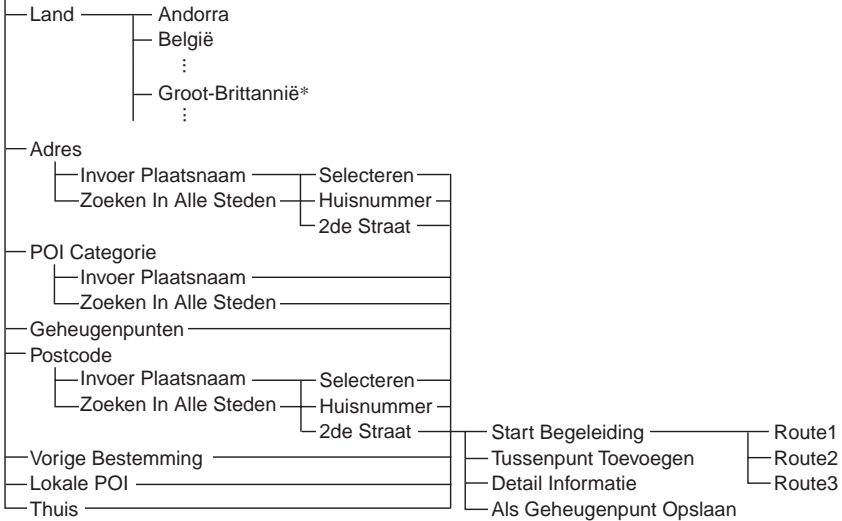 Land
Andorra
België
Groot-Brittannië*
Adres
Invoer Plaatsnaam Selecteren
Zoeken In Alle Steden Huisnummer
2de Straat
POI Categorie
Invoer Plaatsnaam
Zoeken In Alle Steden
Geheugenpunten
Postcode
Invoer Plaatsnaam Selecteren
Zoeken In Alle Steden Huisnummer
2de Straat Start Begeleiding Route1
Vorige Bestemming Tussenpunt Toevoegen Route2
Lokale POI Detail Informatie Route3
Thuis Als Geheugenpunt Opslaan